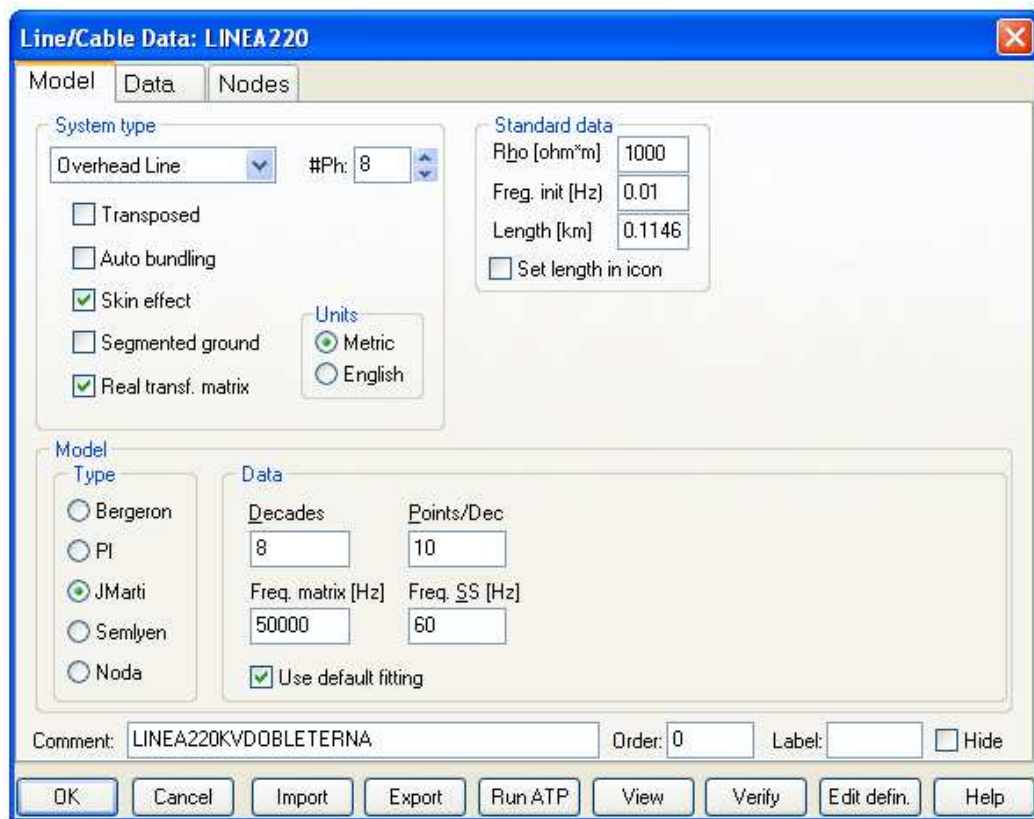 Line/Cable Data: LINEA220
Model Data Nodes
System type
Overhead Line #Ph: 8
Transposed
Auto bundling
Skin effect
Segmented ground
Real transf. matrix
Units
Metric
English
Standard data
Rho [ohm*m] 1000
Freq. init [Hz] 0.01
Length [km] 0.1146
Set length in icon
Model
Type
Bergeron
PI
JMarti
Semlyen
Noda
Data
Decades Points/Dec
8 10
Freq. matrix [Hz] Freq. SS [Hz]
50000 60
Use default fitting
Comment: LINEA220KVDOBLETERNA Order: 0 Label: Hide
OK Cancel Import Export Run ATP View Verify Edit defin. Help